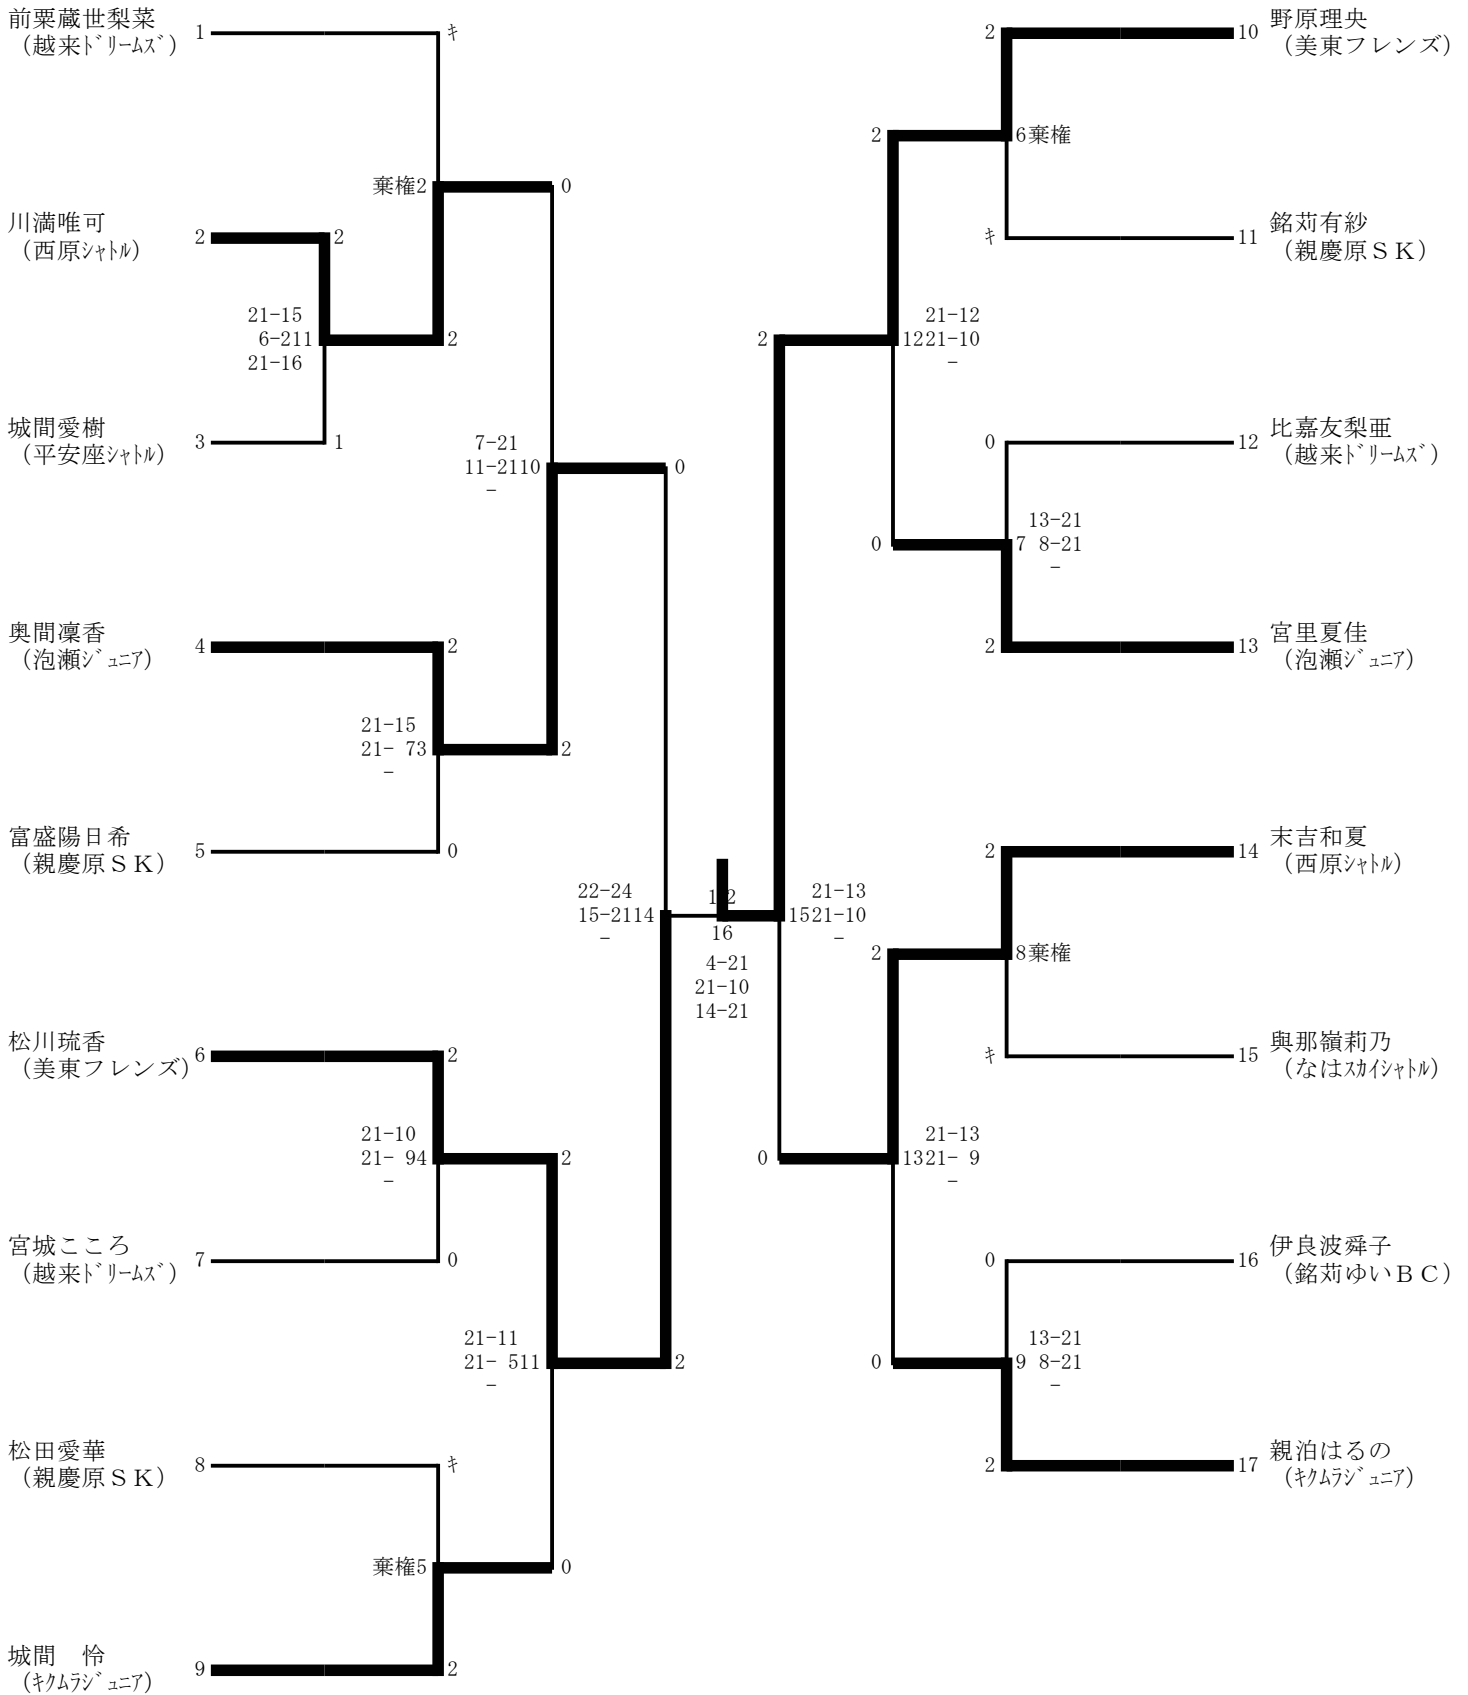 前栗蔵世梨菜
（越来ﾄﾞﾘｰﾑｽﾞ）
1
ｷ
棄権2
0
川満唯可
（西原ｼｬﾄﾙ）
2
2
21-15
6-211
21-16
2
城間愛樹
（平安座ｼｬﾄﾙ）
3
1
7-21
11-2110
-
0
奥間凜香
（泡瀬ｼﾞｭﾆｱ）
4
2
21-15
21- 73
-
2
富盛陽日希
（親慶原ＳＫ）
5
0
22-24
15-2114
-
1
2
16
4-21
21-10
14-21
松川琉香
（美東フレンズ）
6
2
21-10
21- 94
-
2
宮城こころ
（越来ﾄﾞﾘｰﾑｽﾞ）
7
0
21-11
21- 511
-
2
松田愛華
（親慶原ＳＫ）
8
ｷ
棄権5
0
城間　怜
（ｷｸﾑﾗｼﾞｭﾆｱ）
9
2
2
10
野原理央
（美東フレンズ）
2
6棄権
ｷ
11
銘苅有紗
（親慶原ＳＫ）
2
21-12
1221-10
-
0
12
比嘉友梨亜
（越来ﾄﾞﾘｰﾑｽﾞ）
0
13-21
7 8-21
-
2
13
宮里夏佳
（泡瀬ｼﾞｭﾆｱ）
21-13
1521-10
-
2
14
末吉和夏
（西原ｼｬﾄﾙ）
2
8棄権
ｷ
15
與那嶺莉乃
（なはｽｶｲｼｬﾄﾙ）
0
21-13
1321- 9
-
0
16
伊良波舜子
（銘苅ゆいＢＣ）
0
13-21
9 8-21
-
2
17
親泊はるの
（ｷｸﾑﾗｼﾞｭﾆｱ）